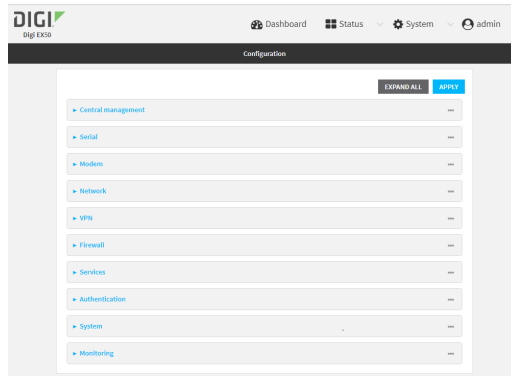 DIGI.
Digi EX50
Dashboard Status System admin
Configuration
EXPAND ALL APPLY
Central management
Serial
Modem
Network
VPN
Firewall
Services
Authentication
System
Monitoring